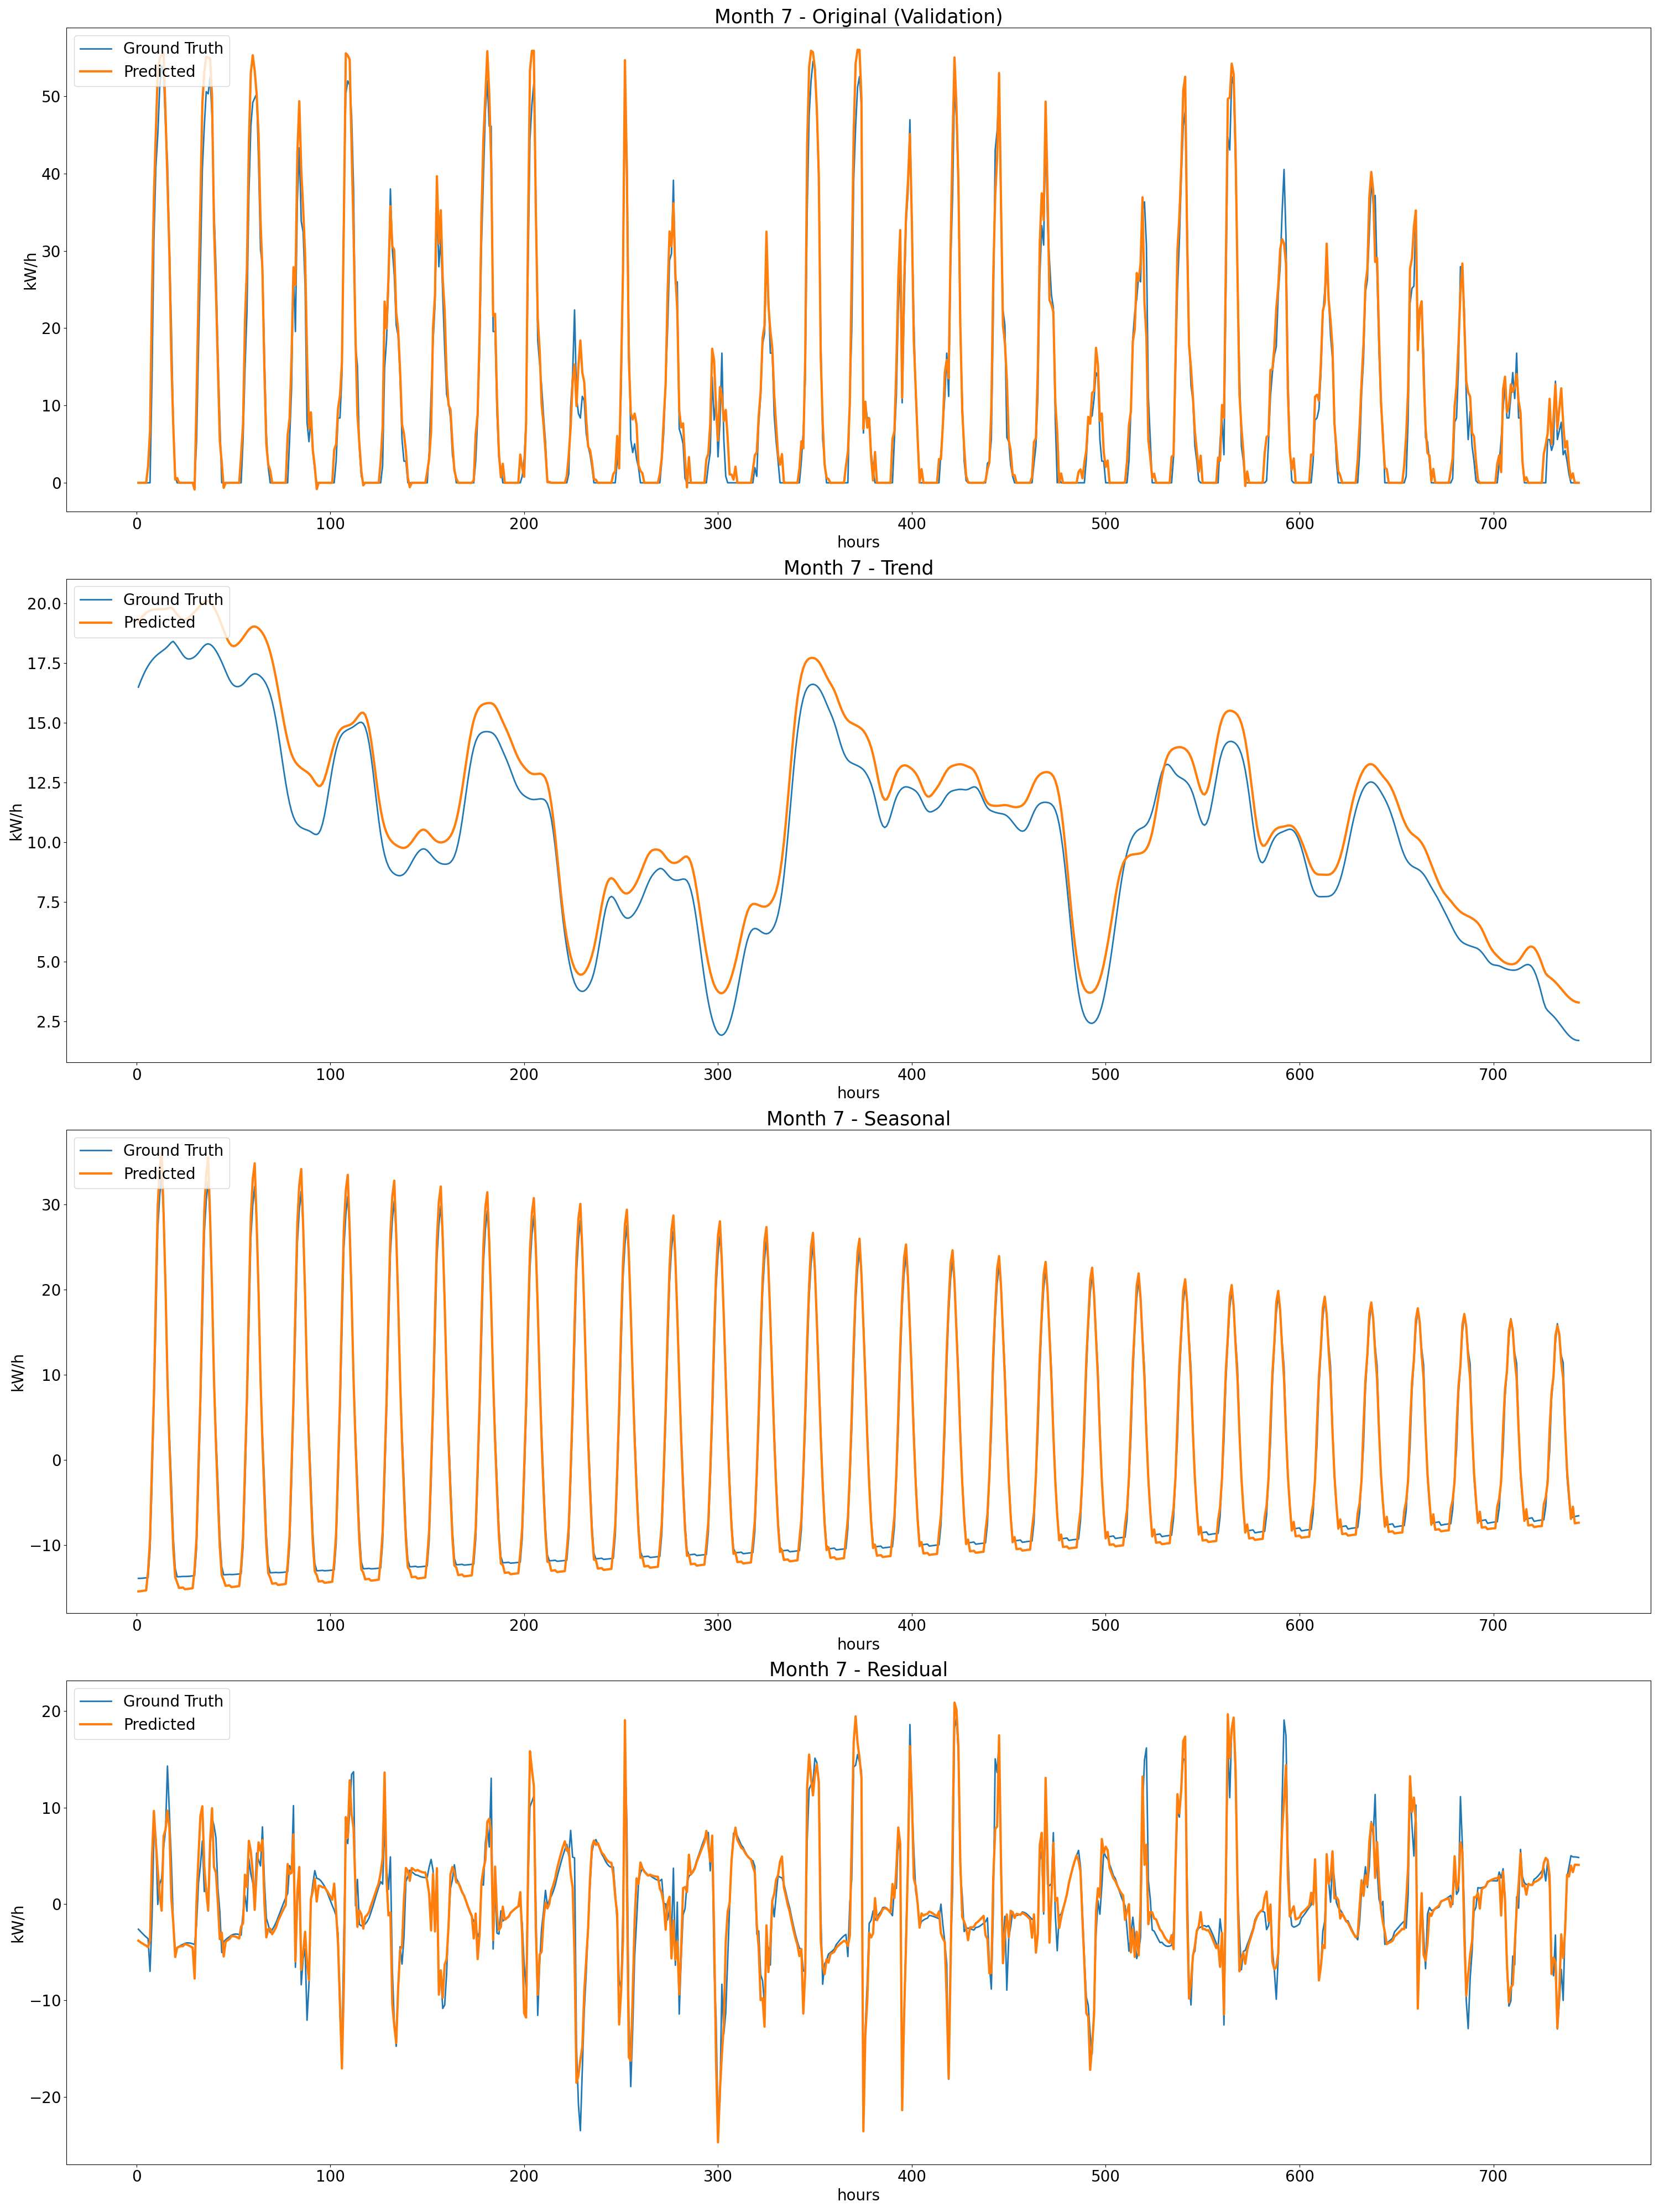 Month 7 - Original (Validation)
Ground Truth
Predicted
kW/h
50
40
30
20
10
0
0 100 200 300 400 500 600 700
hours
Month 7 - Trend
Ground Truth
Predicted
kW/h
20.0
17.5
15.0
12.5
10.0
7.5
5.0
2.5
0 100 200 300 400 500 600 700
hours
Month 7 - Seasonal
Ground Truth
Predicted
kW/h
30
20
10
0
−10
0 100 200 300 400 500 600 700
hours
Month 7 - Residual
Ground Truth
Predicted
kW/h
20
10
0
−10
−20
0 100 200 300 400 500 600 700
hours